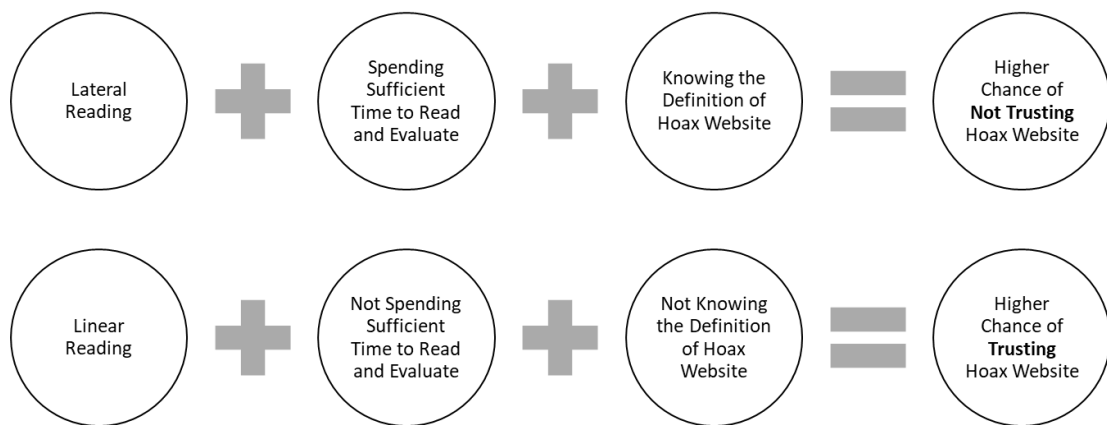 Lateral
Reading
Spending
Sufficient
Time to Read
and Evaluate
Knowing the
Definition of
Hoax Website
Higher
Chance of
Not Trusting
Hoax Website
Linear
Reading
Not Spending
Sufficient
Time to Read
and Evaluate
Not Knowing
the Definition
of Hoax
Website
Higher
Chance of
Trusting
Hoax Website